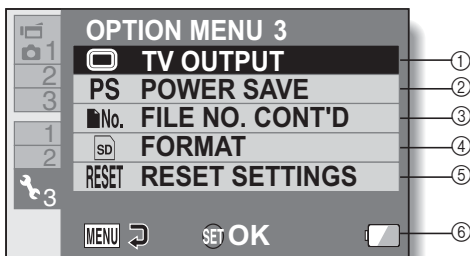 OPTION MENU 3
TV OUTPUT ①
PS POWER SAVE ②
No. FILE NO. CONT'D ③
SD FORMAT ④
RESET RESET SETTINGS ⑤
MENU SET OK ⑥
1
2
3
1
2
3